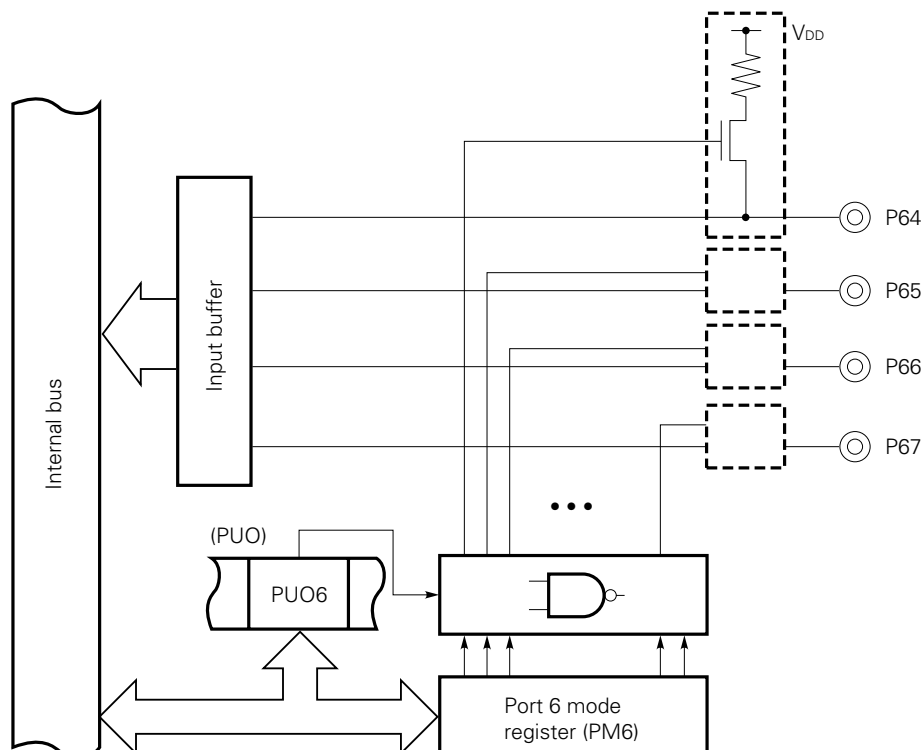 VDD
P64
P65
P66
P67
Input buffer
Internal bus
•••
(PUO)
PUO6
Port 6 mode
register (PM6)